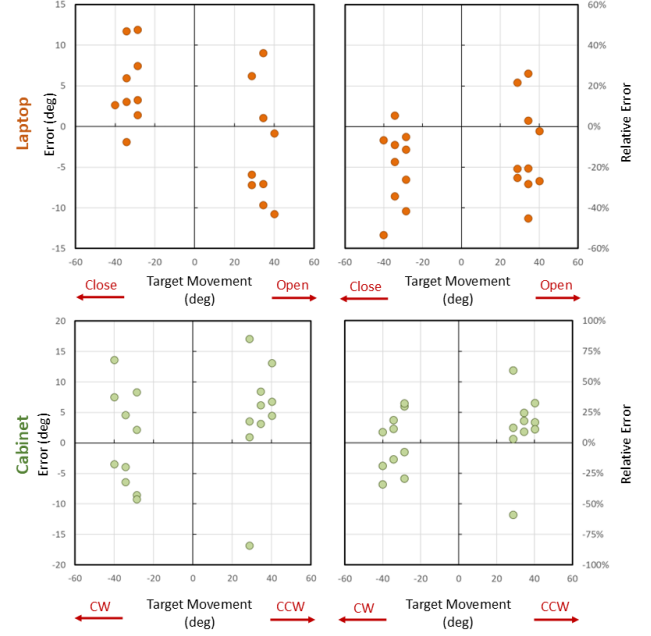 15
10
5
0
-5
-10
-15
-60 -40 -20 0 20 40 60
Laptop
Error (deg)
Close
Target Movement
(deg)
Open
60%
40%
20%
0%
-20%
-40%
-60%
-60 -40 -20 0 20 40 60
Relative Error
Close
Target Movement
(deg)
Open
20
15
10
5
0
-5
-10
-15
-20
-60 -40 -20 0 20 40 60
Cabinet
Error (deg)
CW
Target Movement
(deg)
CCW
100%
75%
50%
25%
0%
-25%
-50%
-75%
-100%
-60 -40 -20 0 20 40 60
Relative Error
CW
Target Movement
(deg)
CCW